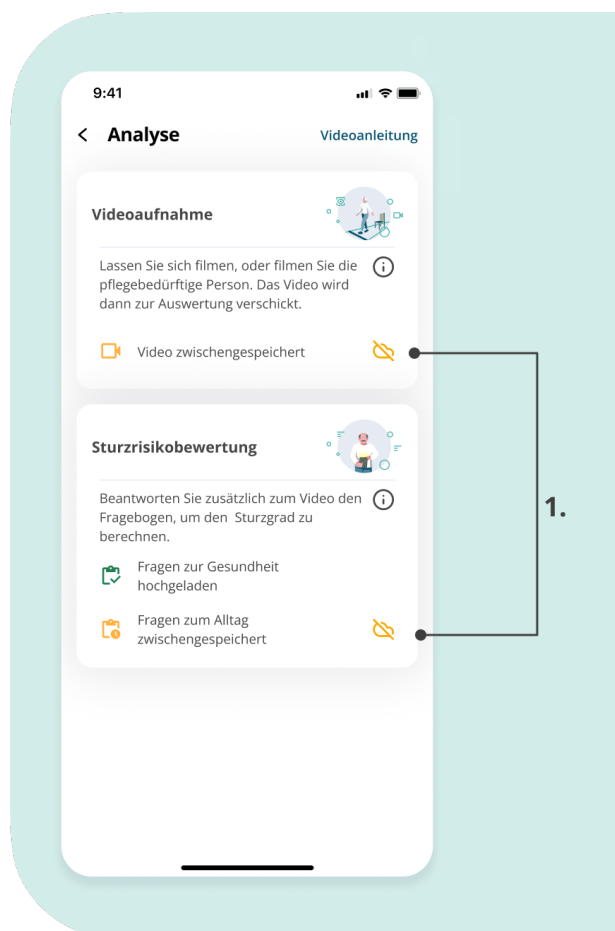 9:41
Analyse
Videoanleitung
Videoaufnahme
Lassen Sie sich filmen, oder filmen Sie die
pflegebedürftige Person. Das Video wird
dann zur Auswertung verschickt.
Video zwischengespeichert
Sturzrisikobewertung
Beantworten Sie zusätzlich zum Video den
Fragebogen, um den Sturzgrad zu
berechnen.
Fragen zur Gesundheit
hochgeladen
Fragen zum Alltag
zwischengespeichert
1.